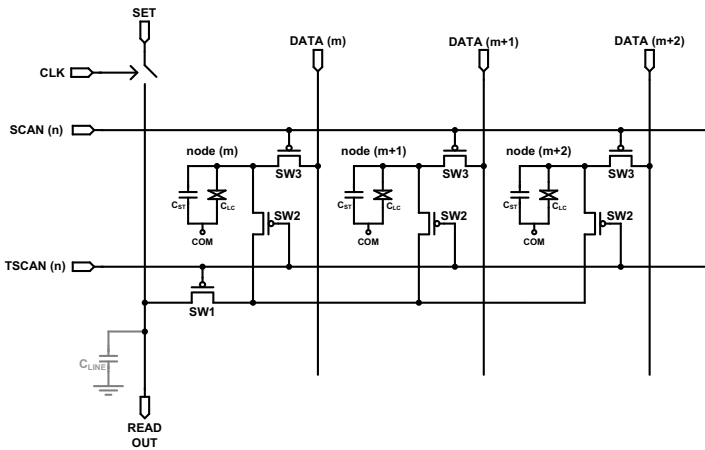 SET
DATA (m)
DATA (m+1)
DATA (m+2)
CLK
SCAN (n)
node (m)
node (m+1)
node (m+2)
SW3
SW3
SW3
CST
CLC
CST
CLC
CST
CLC
SW2
SW2
SW2
COM
COM
COM
TSCAN (n)
SW1
CLINE
READ
OUT